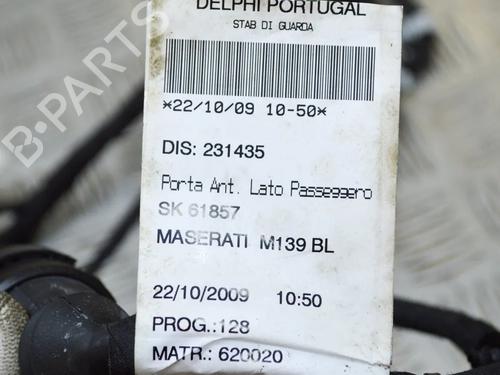 DELPHI PORTUGAL
STAB DI GUARDA
*22/10/09 10-50*
DIS: 231435
Porta Ant. Lato Passeggero
SK 61857
MASERATI M139 BL
22/10/2009 10:50
PROG.:128
MATR.: 620020
B-PARTS